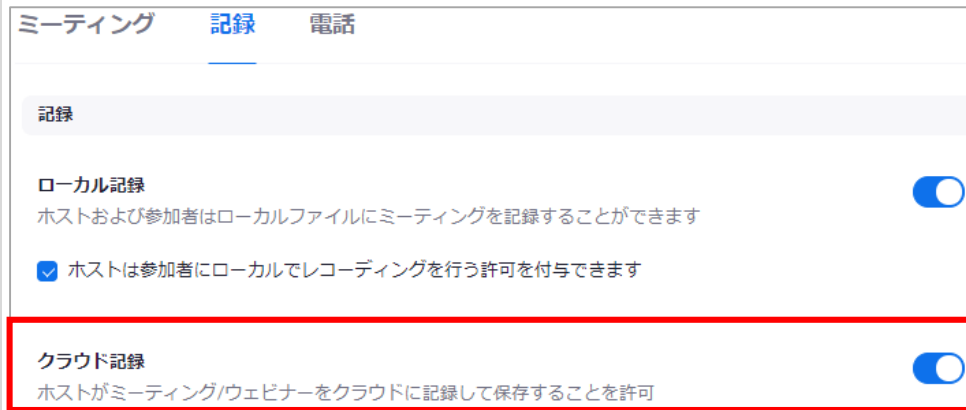 ミーティング 記録 電話
記録
ローカル記録
ホストおよび参加者はローカルファイルにミーティングを記録することができます
ホストは参加者にローカルでレコーディングを行う許可を付与できます
クラウド記録
ホストがミーティング/ウェビナーをクラウドに記録して保存することを許可